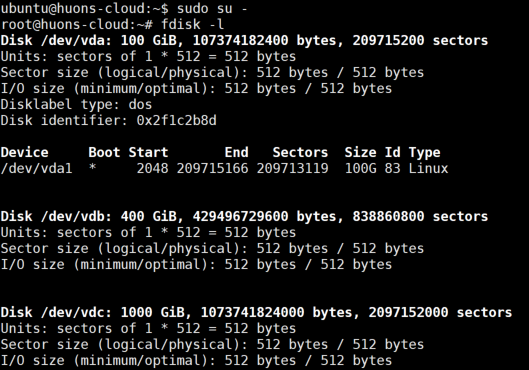 ubuntu@huons-cloud:~$ sudo su -
root@huons-cloud:~# fdisk -l
Disk /dev/vda: 100 GiB, 107374182400 bytes, 209715200 sectors
Units: sectors of 1 * 512 = 512 bytes
Sector size (logical/physical): 512 bytes / 512 bytes
I/O size (minimum/optimal): 512 bytes / 512 bytes
Disklabel type: dos
Disk identifier: 0x2f1c2b8d
Device     Boot Start       End   Sectors  Size Id Type
/dev/vda1  *     2048 209715166 209713119  100G 83 Linux
Disk /dev/vdb: 400 GiB, 429496729600 bytes, 838860800 sectors
Units: sectors of 1 * 512 = 512 bytes
Sector size (logical/physical): 512 bytes / 512 bytes
I/O size (minimum/optimal): 512 bytes / 512 bytes
Disk /dev/vdc: 1000 GiB, 1073741824000 bytes, 2097152000 sectors
Units: sectors of 1 * 512 = 512 bytes
Sector size (logical/physical): 512 bytes / 512 bytes
I/O size (minimum/optimal): 512 bytes / 512 bytes